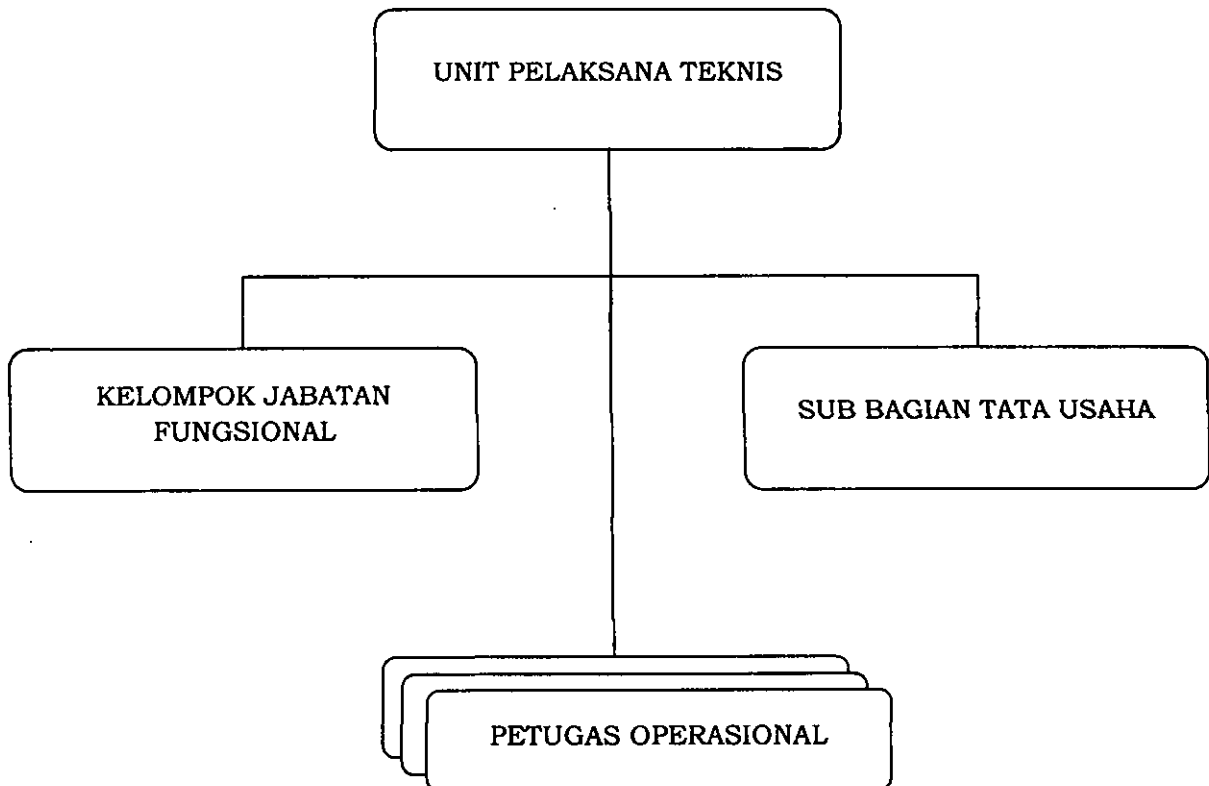 UNIT PELAKSANA TEKNIS
KELOMPOK JABATAN
FUNGSIONAL
SUB BAGIAN TATA USAHA
PETUGAS OPERASIONAL